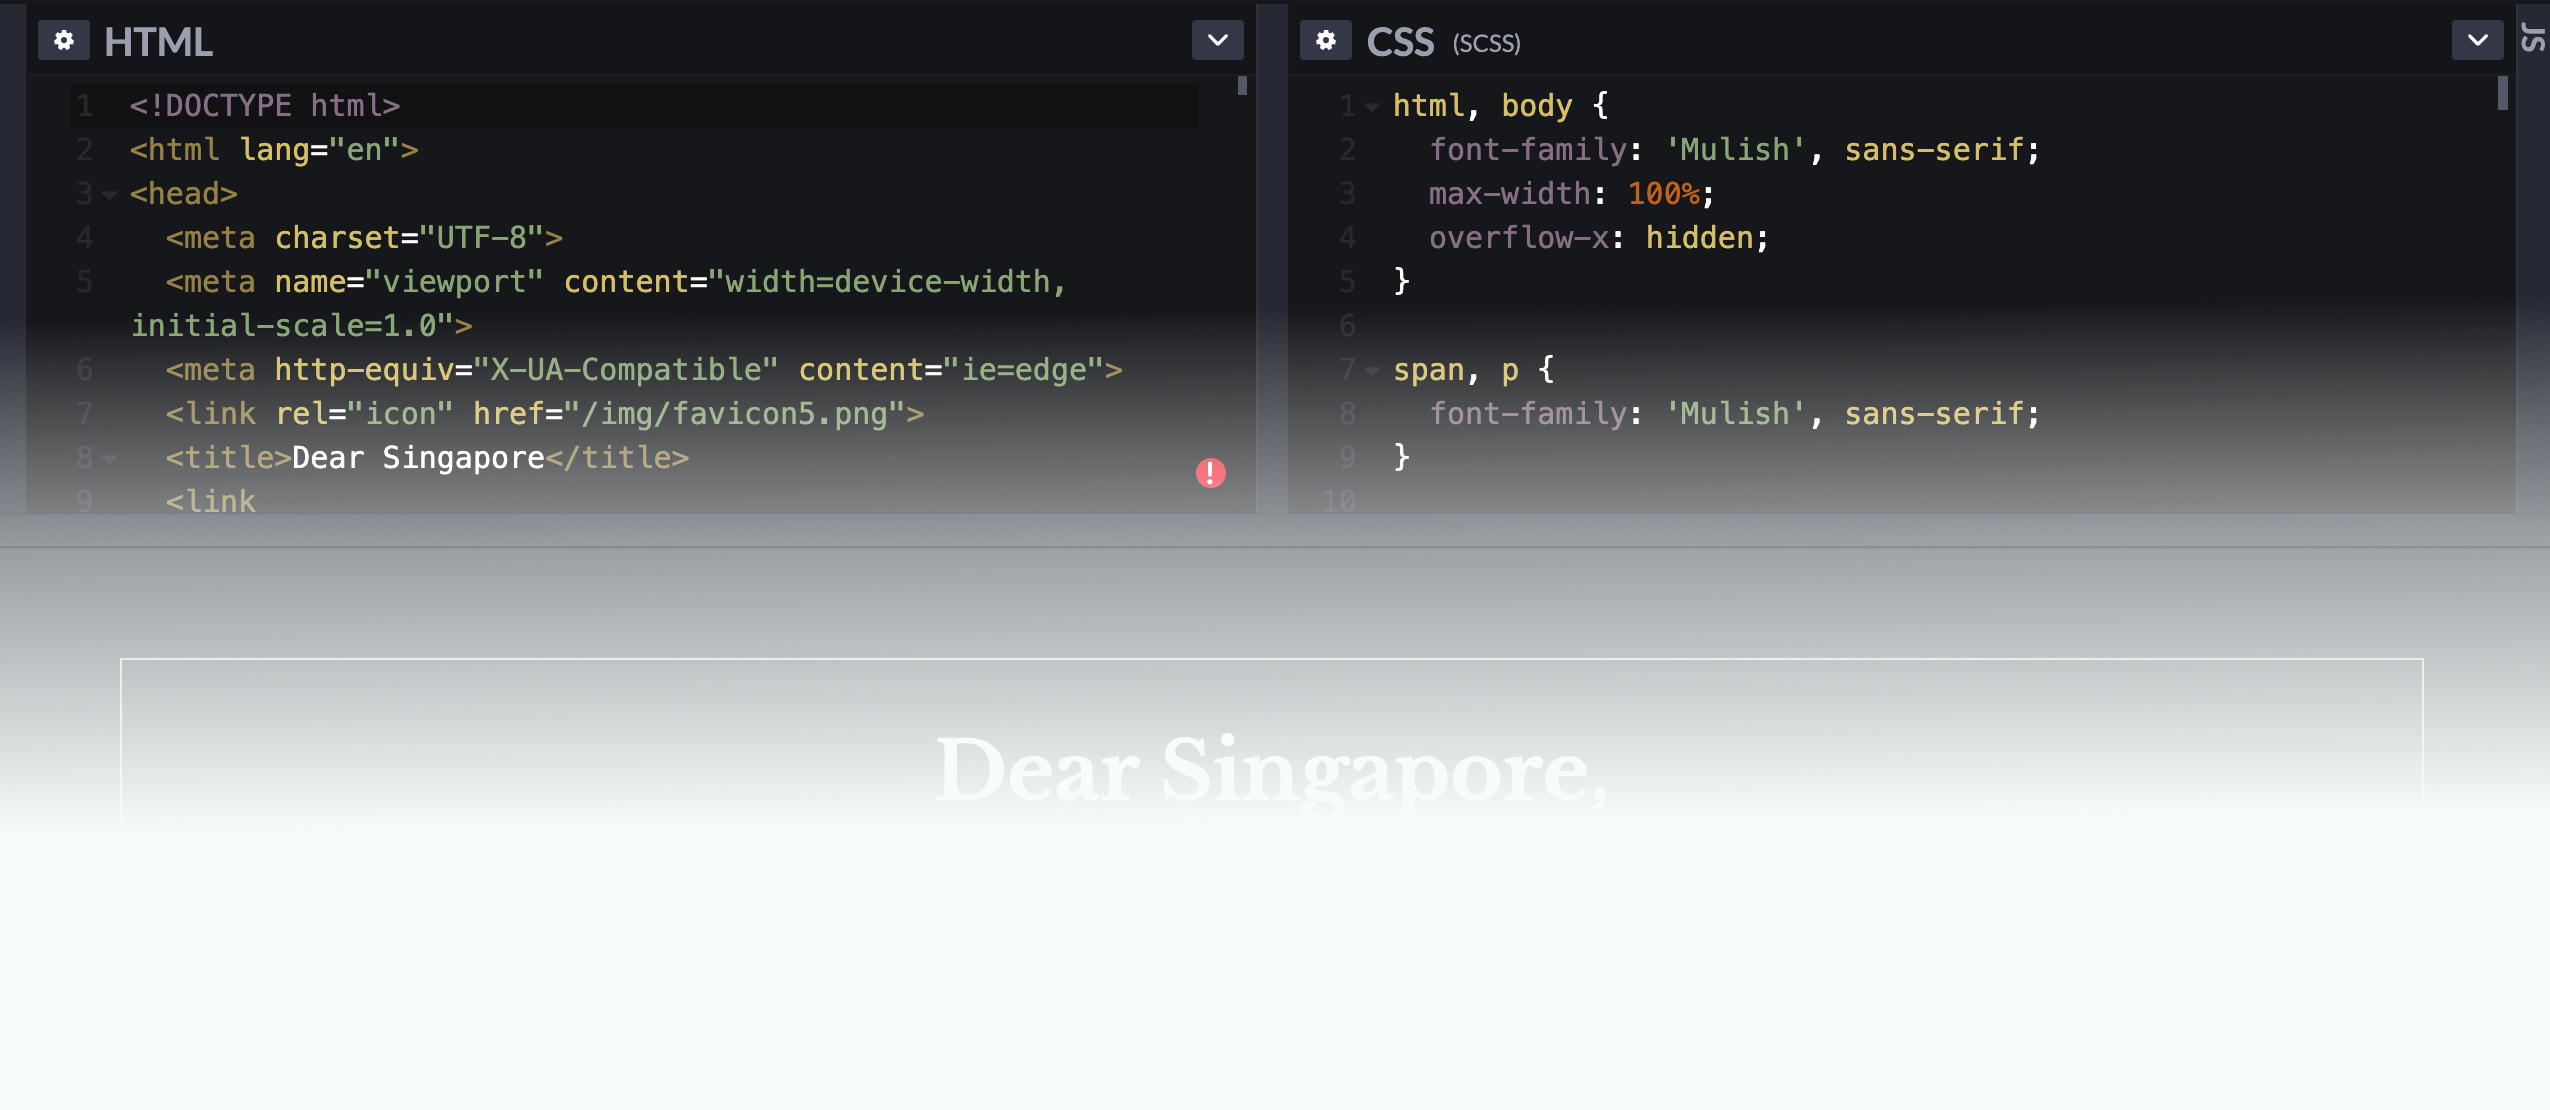 HTML
1 <!DOCTYPE html>
2 <html lang="en">
3 <head>
4 <meta charset="UTF-8">
5 <meta name="viewport" content="width=device-width,
initial-scale=1.0">
6 <meta http-equiv="X-UA-Compatible" content="ie=edge">
7 <link rel="icon" href="/img/favicon5.png">
8 <title>Dear Singapore</title>
9 <link
!
CSS (SCSS)
1 html, body {
2 font-family: 'Mulish', sans-serif;
3 max-width: 100%;
4 overflow-x: hidden;
5 }
6
7 span, p {
8 font-family: 'Mulish', sans-serif;
9 }
10
JS
Dear Singapore,